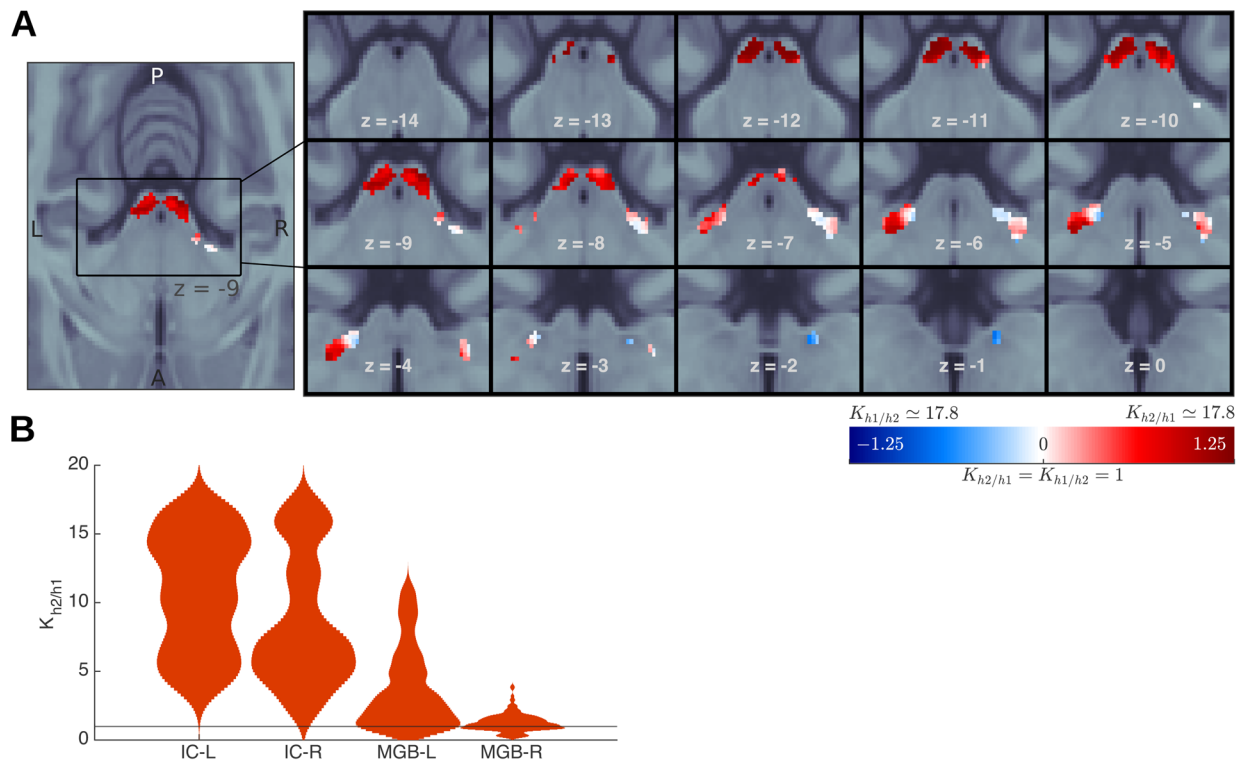 A
P
L
R
z = -9
A
z = -14
z = -13
z = -12
z = -11
z = -10
z = -9
z = -8
z = -7
z = -6
z = -5
z = -4
z = -3
z = -2
z = -1
z = 0
K_{h1/h2} ≃ 17.8
K_{h2/h1} ≃ 17.8
−1.25
0
1.25
K_{h2/h1} = K_{h1/h2} = 1
B
K_{h2/h1}
20
15
10
5
0
IC-L
IC-R
MGB-L
MGB-R